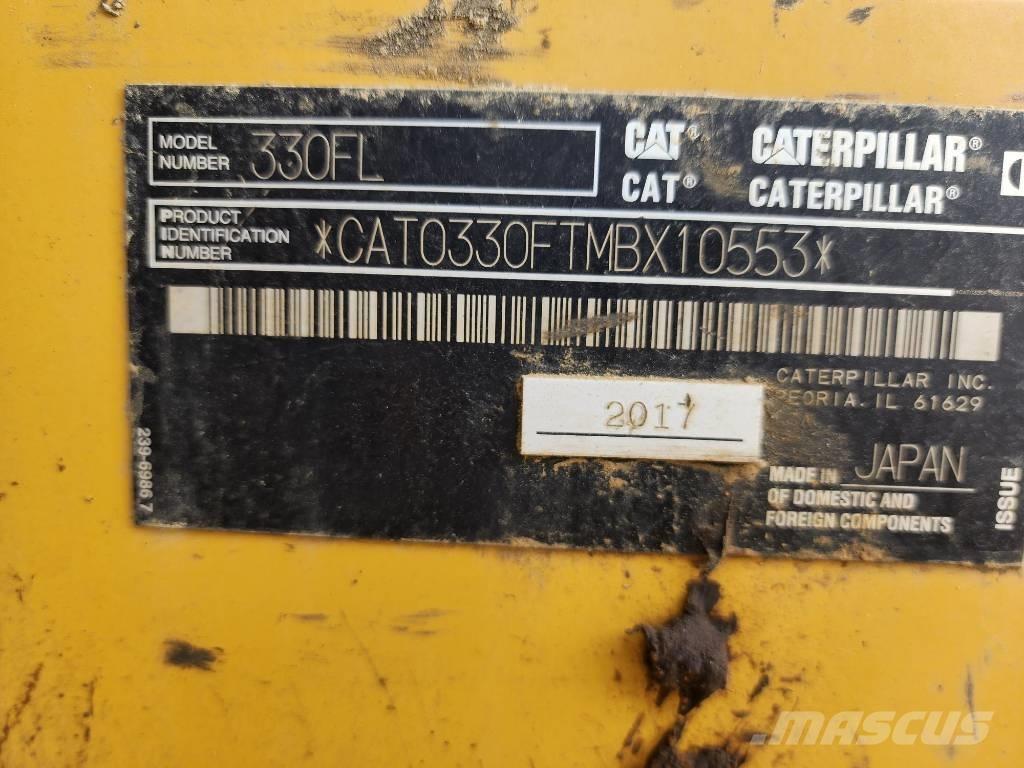 MODEL NUMBER 330FL
CAT® CATERPILLAR®
CAT® CATERPILLAR®
PRODUCT IDENTIFICATION NUMBER *CAT0330FTMBX10553*
CATERPILLAR INC.
PEORIA, IL 61629
2017
MADE IN JAPAN
OF DOMESTIC AND
FOREIGN COMPONENTS
239-6986 7
ISSUE
MASCUS